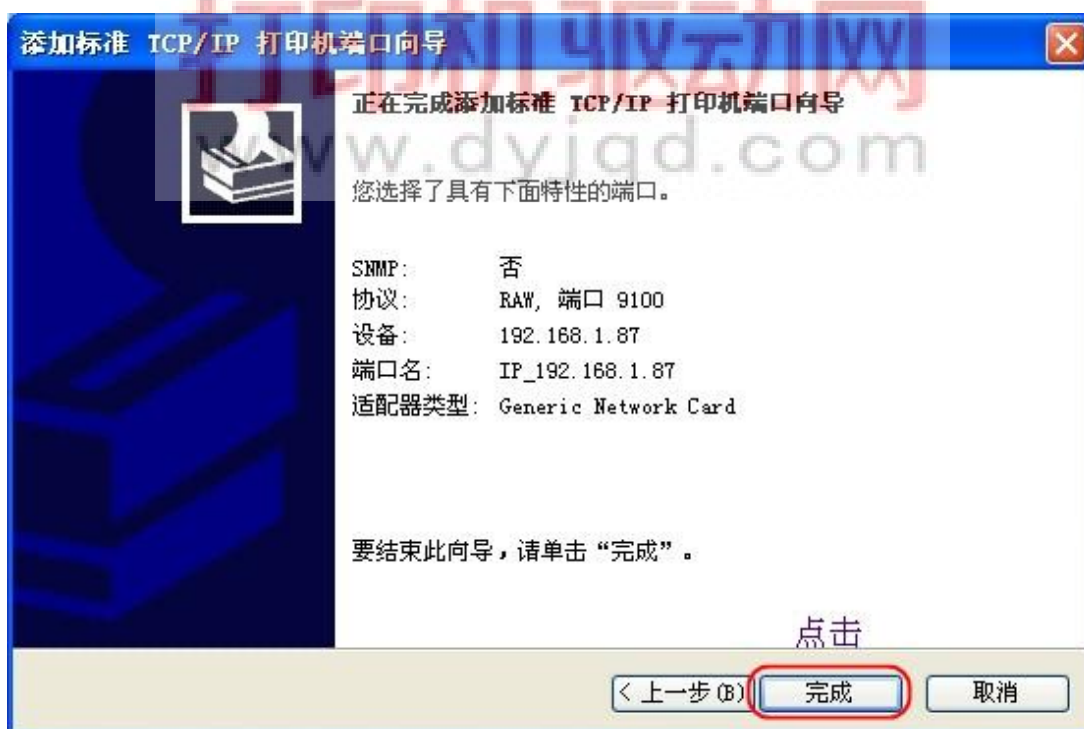 打印机驱动网
www.dyjqd.com
添加标准 TCP/IP 打印机端口向导
正在完成添加标准 TCP/IP 打印机端口向导
您选择了具有下面特性的端口。
SNMP: 否
协议: RAW, 端口 9100
设备: 192.168.1.87
端口名: IP_192.168.1.87
适配器类型: Generic Network Card
要结束此向导,请单击“完成”。
点击
< 上一步(B) 完成 取消